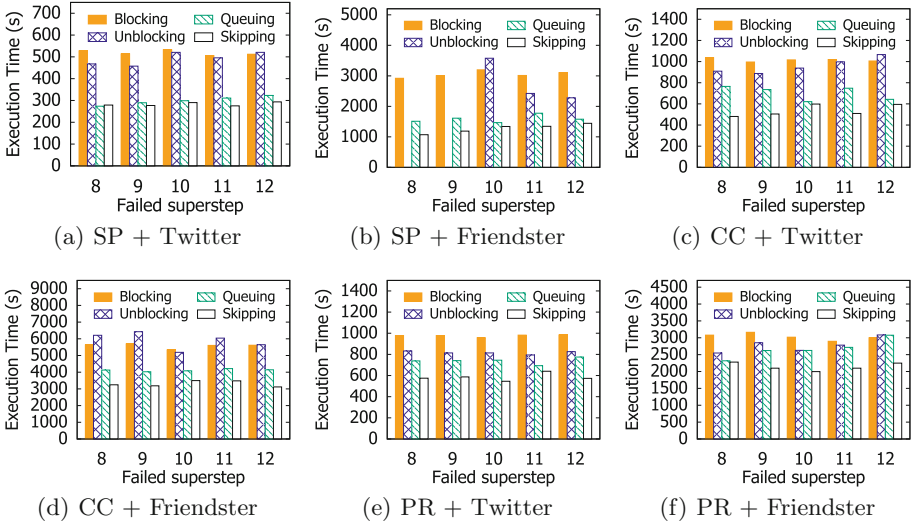 Execution Time (s)
700
600
500
400
300
200
100
0
Blocking
Unblocking
Queuing
Skipping
8 9 10 11 12
Failed superstep
(a) SP + Twitter
Execution Time (s)
5000
4000
3000
2000
1000
0
Blocking
Unblocking
Queuing
Skipping
8 9 10 11 12
Failed superstep
(b) SP + Friendster
Execution Time (s)
1400
1200
1000
800
600
400
200
0
Blocking
Unblocking
Queuing
Skipping
8 9 10 11 12
Failed superstep
(c) CC + Twitter
Execution Time (s)
9000
8000
7000
6000
5000
4000
3000
2000
1000
0
Blocking
Unblocking
Queuing
Skipping
8 9 10 11 12
Failed superstep
(d) CC + Friendster
Execution Time (s)
1400
1200
1000
800
600
400
200
0
Blocking
Unblocking
Queuing
Skipping
8 9 10 11 12
Failed superstep
(e) PR + Twitter
Execution Time (s)
4500
4000
3500
3000
2500
2000
1500
1000
500
0
Blocking
Unblocking
Queuing
Skipping
8 9 10 11 12
Failed superstep
(f) PR + Friendster